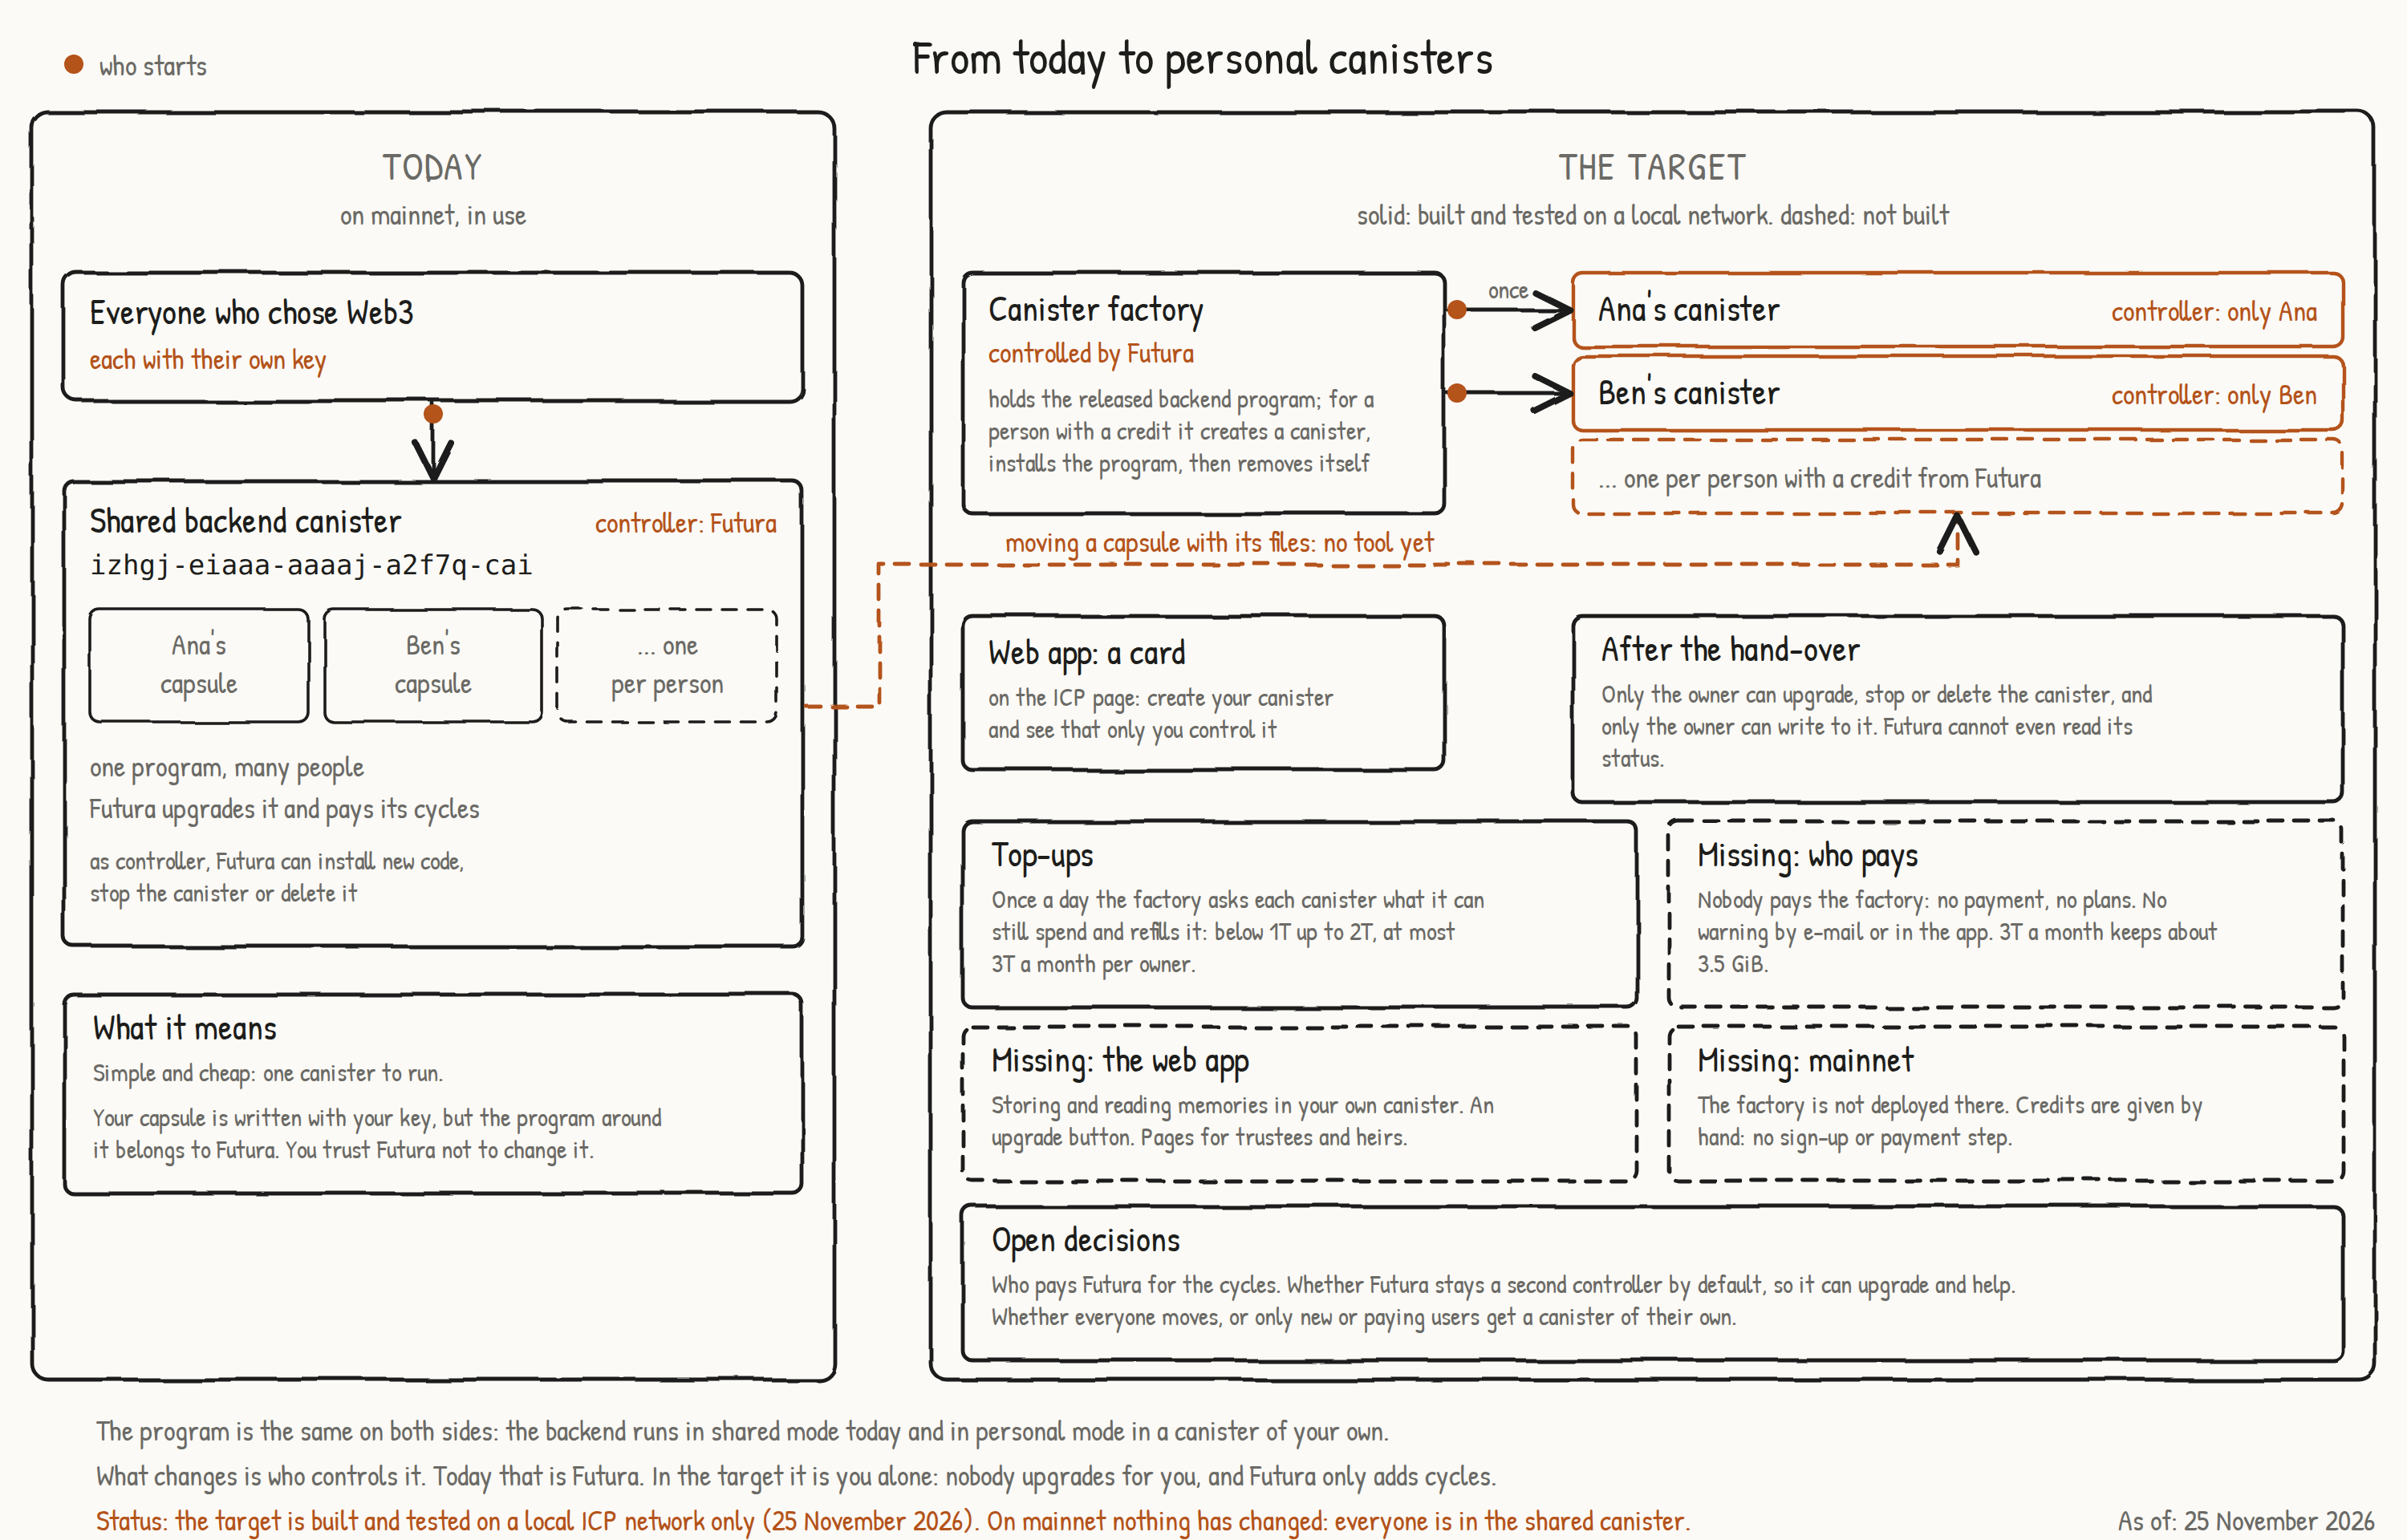 who starts
From today to personal canisters
TODAY
on mainnet, in use
Everyone who chose Web3
each with their own key
Shared backend canister
controller: Futura
izhgj-eiaaa-aaaaj-a2f7q-cai
Ana's
capsule
Ben's
capsule
... one
per person
one program, many people
Futura upgrades it and pays its cycles
as controller, Futura can install new code,
stop the canister or delete it
What it means
Simple and cheap: one canister to run.
Your capsule is written with your key, but the program around
it belongs to Futura. You trust Futura not to change it.
THE TARGET
solid: built and tested on a local network. dashed: not built
Canister factory
controlled by Futura
holds the released backend program; for a
person with a credit it creates a canister,
installs the program, then removes itself
once
Ana's canister
controller: only Ana
Ben's canister
controller: only Ben
... one per person with a credit from Futura
moving a capsule with its files: no tool yet
Web app: a card
on the ICP page: create your canister
and see that only you control it
After the hand-over
Only the owner can upgrade, stop or delete the canister, and
only the owner can write to it. Futura cannot even read its
status.
Top-ups
Once a day the factory asks each canister what it can
still spend and refills it: below 1T up to 2T, at most
3T a month per owner.
Missing: who pays
Nobody pays the factory: no payment, no plans. No
warning by e-mail or in the app. 3T a month keeps about
3.5 GiB.
Missing: the web app
Storing and reading memories in your own canister. An
upgrade button. Pages for trustees and heirs.
Missing: mainnet
The factory is not deployed there. Credits are given by
hand: no sign-up or payment step.
Open decisions
Who pays Futura for the cycles. Whether Futura stays a second controller by default, so it can upgrade and help.
Whether everyone moves, or only new or paying users get a canister of their own.
The program is the same on both sides: the backend runs in shared mode today and in personal mode in a canister of your own.
What changes is who controls it. Today that is Futura. In the target it is you alone: nobody upgrades for you, and Futura only adds cycles.
Status: the target is built and tested on a local ICP network only (25 November 2026). On mainnet nothing has changed: everyone is in the shared canister.
As of: 25 November 2026